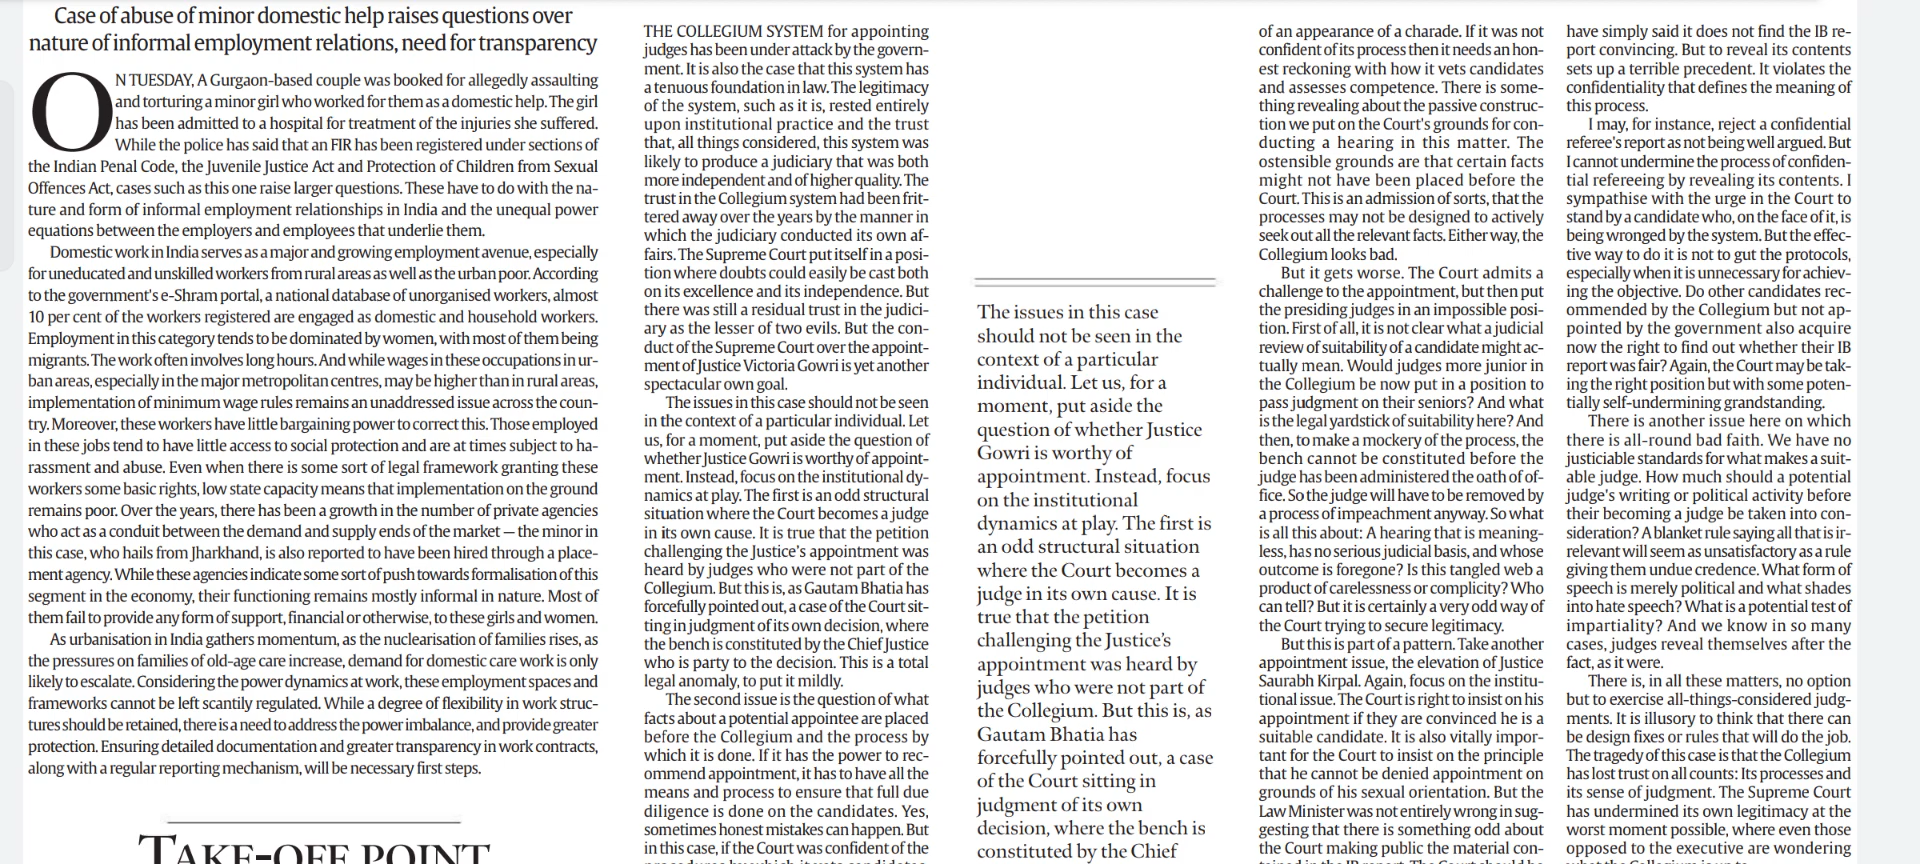 Case of abuse of minor domestic help raises questions over
nature of informal employment relations, need for transparency
ON TUESDAY, A Gurgaon-based couple was booked for allegedly assaulting
and torturing a minor girl who worked for them as a domestic help. The girl
has been admitted to a hospital for treatment of the injuries she suffered.
While the police has said that an FIR has been registered under sections of
the Indian Penal Code, the Juvenile Justice Act and Protection of Children from Sexual
Offences Act, cases such as this one raise larger questions. These have to do with the na-
ture and form of informal employment relationships in India and the unequal power
equations between the employers and employees that underlie them.
Domestic work in India serves as a major and growing employment avenue, especially
for uneducated and unskilled workers from rural areas as well as the urban poor. According
to the government's e-Shram portal, a national database of unorganised workers, almost
10 per cent of the workers registered are engaged as domestic and household workers.
Employment in this category tends to be dominated by women, with most of them being
migrants. The work often involves long hours. And while wages in these occupations in ur-
ban areas, especially in the major metropolitan centres, may be higher than in rural areas,
implementation of minimum wage rules remains an unaddressed issue across the coun-
try. Moreover, these workers have little bargaining power to correct this. Those employed
in these jobs tend to have little access to social protection and are at times subject to ha-
rassment and abuse. Even when there is some sort of legal framework granting these
workers some basic rights, low state capacity means that implementation on the ground
remains poor. Over the years, there has been a growth in the number of private agencies
who act as a conduit between the demand and supply ends of the market — the minor in
this case, who hails from Jharkhand, is also reported to have been hired through a place-
ment agency. While these agencies indicate some sort of push towards formalisation of this
segment in the economy, their functioning remains mostly informal in nature. Most of
them fail to provide any form of support, financial or otherwise, to these girls and women.
As urbanisation in India gathers momentum, as the nuclearisation of families rises, as
the pressures on families of old-age care increase, demand for domestic care work is only
likely to escalate. Considering the power dynamics at work, these employment spaces and
frameworks cannot be left scantily regulated. While a degree of flexibility in work struc-
tures should be retained, there is a need to address the power imbalance, and provide greater
protection. Ensuring detailed documentation and greater transparency in work contracts,
along with a regular reporting mechanism, will be necessary first steps.
TAKE-OFF POINT
THE COLLEGIUM SYSTEM for appointing
judges has been under attack by the govern-
ment. It is also the case that this system has
a tenuous foundation in law. The legitimacy
of the system, such as it is, rested entirely
upon institutional practice and the trust
that, all things considered, this system was
likely to produce a judiciary that was both
more independent and of higher quality. The
trust in the Collegium system had been frit-
tered away over the years by the manner in
which the judiciary conducted its own af-
fairs. The Supreme Court put itself in a posi-
tion where doubts could easily be cast both
on its excellence and its independence. But
there was still a residual trust in the judici-
ary as the lesser of two evils. But the con-
duct of the Supreme Court over the appoint-
ment of Justice Victoria Gowri is yet another
spectacular own goal.
The issues in this case should not be seen
in the context of a particular individual. Let
us, for a moment, put aside the question of
whether Justice Gowri is worthy of appoint-
ment. Instead, focus on the institutional dy-
namics at play. The first is an odd structural
situation where the Court becomes a judge
in its own cause. It is true that the petition
challenging the Justice's appointment was
heard by judges who were not part of the
Collegium. But this is, as Gautam Bhatia has
forcefully pointed out, a case of the Court sit-
ting in judgment of its own decision, where
the bench is constituted by the Chief Justice
who is party to the decision. This is a total
legal anomaly, to put it mildly.
The second issue is the question of what
facts about a potential appointee are placed
before the Collegium and the process by
which it is done. If it has the power to rec-
ommend appointment, it has to have all the
means and process to ensure that full due
diligence is done on the candidates. Yes,
sometimes honest mistakes can happen. But
in this case, if the Court was confident of the
The issues in this case
should not be seen in the
context of a particular
individual. Let us, for a
moment, put aside the
question of whether Justice
Gowri is worthy of
appointment. Instead, focus
on the institutional
dynamics at play. The first is
an odd structural situation
where the Court becomes a
judge in its own cause. It is
true that the petition
challenging the Justice's
appointment was heard by
judges who were not part of
the Collegium. But this is, as
Gautam Bhatia has
forcefully pointed out, a case
of the Court sitting in
judgment of its own
decision, where the bench is
constituted by the Chief
of an appearance of a charade. If it was not
confident of its process then it needs an hon-
est reckoning with how it vets candidates
and assesses competence. There is some-
thing revealing about the passive construc-
tion we put on the Court's grounds for con-
ducting a hearing in this matter. The
ostensible grounds are that certain facts
might not have been placed before the
Court. This is an admission of sorts, that the
processes may not be designed to actively
seek out all the relevant facts. Either way, the
Collegium looks bad.
But it gets worse. The Court admits a
challenge to the appointment, but then put
the presiding judges in an impossible posi-
tion. First of all, it is not clear what a judicial
review of suitability of a candidate might ac-
tually mean. Would judges more junior in
the Collegium be now put in a position to
pass judgment on their seniors? And what
is the legal yardstick of suitability here? And
then, to make a mockery of the process, the
bench cannot be constituted before the
judge has been administered the oath of of-
fice. So the judge will have to be removed by
a process of impeachment anyway. So what
is all this about: A hearing that is meaning-
less, has no serious judicial basis, and whose
outcome is foregone? Is this tangled web a
product of carelessness or complicity? Who
can tell? But it is certainly a very odd way of
the Court trying to secure legitimacy.
But this is part of a pattern. Take another
appointment issue, the elevation of Justice
Saurabh Kirpal. Again, focus on the institu-
tional issue. The Court is right to insist on his
appointment if they are convinced he is a
suitable candidate. It is also vitally impor-
tant for the Court to insist on the principle
that he cannot be denied appointment on
grounds of his sexual orientation. But the
Law Minister was not entirely wrong in sug-
gesting that there is something odd about
the Court making public the material con-
have simply said it does not find the IB re-
port convincing. But to reveal its contents
sets up a terrible precedent. It violates the
confidentiality that defines the meaning of
this process.
I may, for instance, reject a confidential
referee's report as not being well argued. But
I cannot undermine the process of confiden-
tial refereeing by revealing its contents. I
sympathise with the urge in the Court to
stand by a candidate who, on the face of it, is
being wronged by the system. But the effec-
tive way to do it is not to gut the protocols,
especially when it is unnecessary for achiev-
ing the objective. Do other candidates rec-
ommended by the Collegium but not ap-
pointed by the government also acquire
now the right to find out whether their IB
report was fair? Again, the Court may be tak-
ing the right position but with some poten-
tially self-undermining grandstanding.
There is another issue here on which
there is all-round bad faith. We have no
justiciable standards for what makes a suit-
able judge. How much should a potential
judge's writing or political activity before
their becoming a judge be taken into con-
sideration? A blanket rule saying all that is ir-
relevant will seem as unsatisfactory as a rule
giving them undue credence. What form of
speech is merely political and what shades
into hate speech? What is a potential test of
impartiality? And we know in so many
cases, judges reveal themselves after the
fact, as it were.
There is, in all these matters, no option
but to exercise all-things-considered judg-
ments. It is illusory to think that there can
be design fixes or rules that will do the job.
The tragedy of this case is that the Collegium
has lost trust on all counts: Its processes and
its sense of judgment. The Supreme Court
has undermined its own legitimacy at the
worst moment possible, where even those
opposed to the executive are wondering